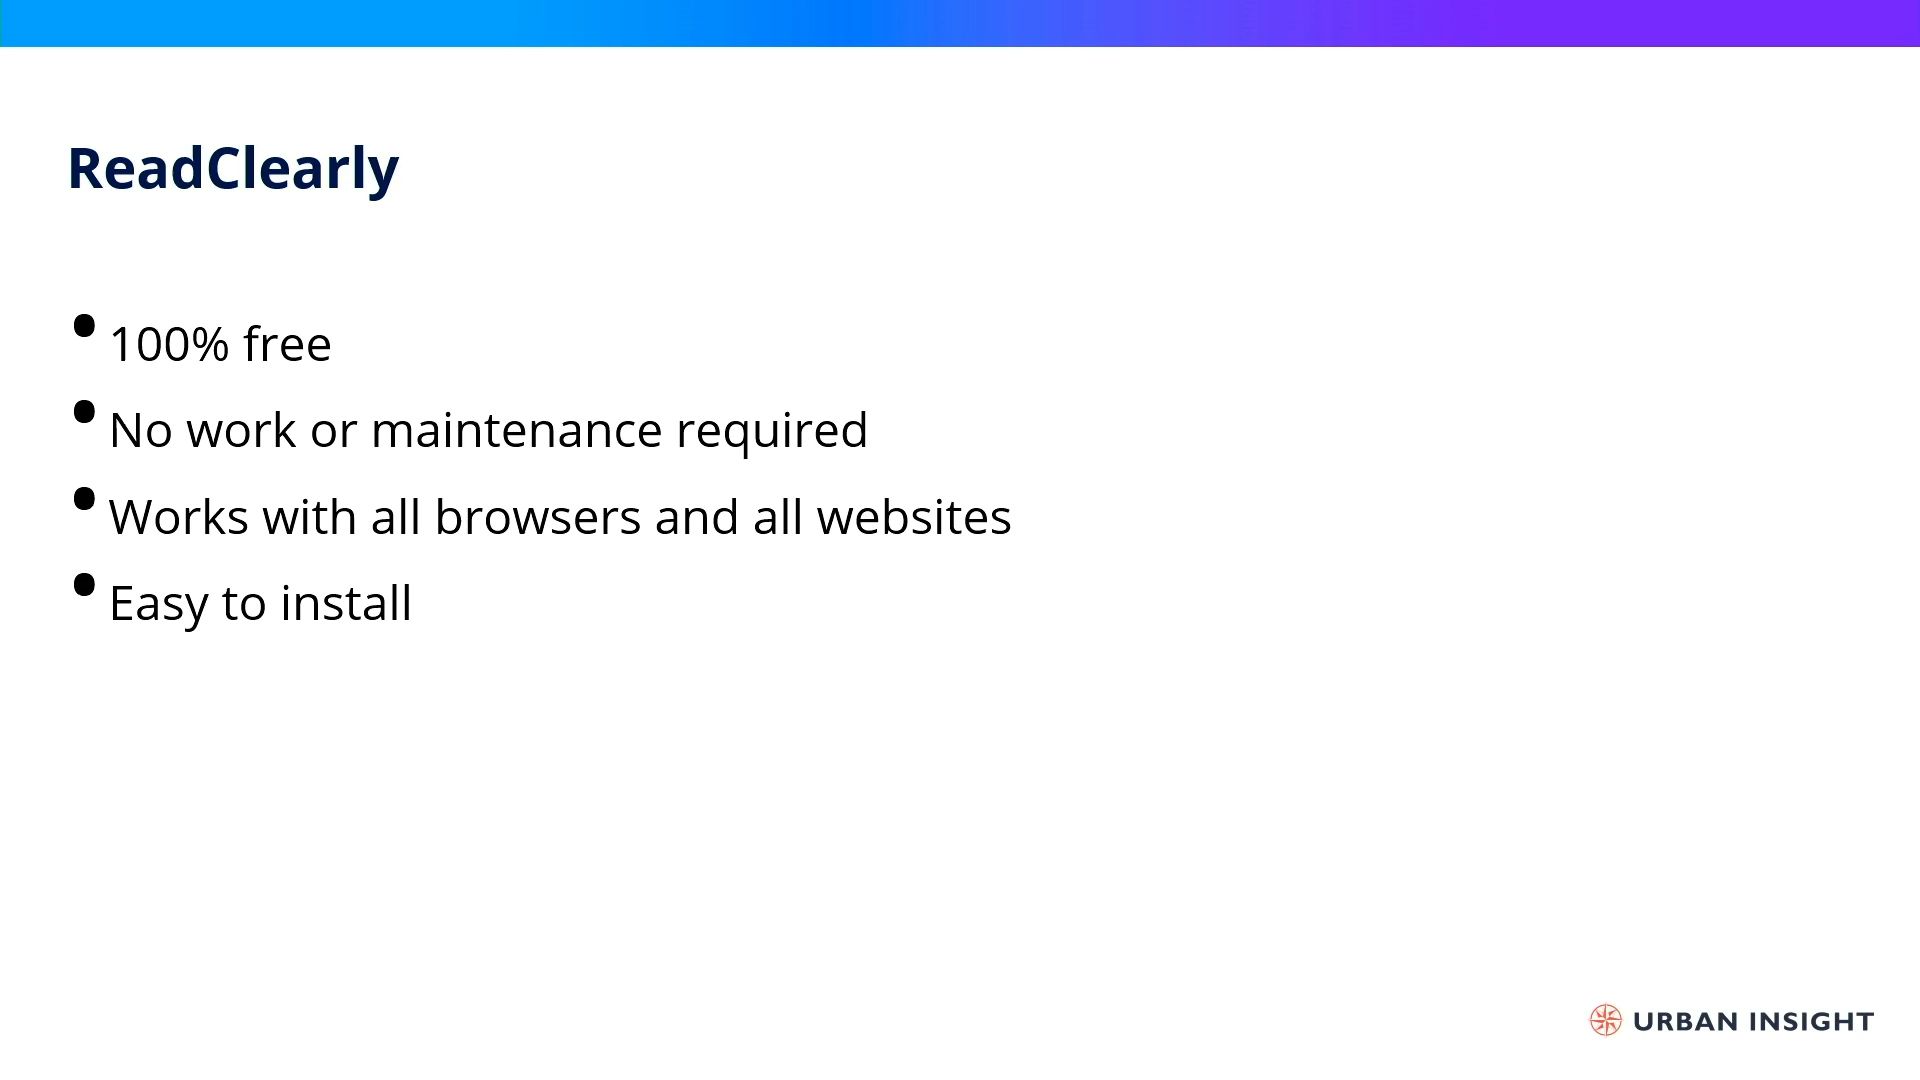 ReadClearly
• 100% free
• No work or maintenance required
• Works with all browsers and all websites
• Easy to install
URBAN INSIGHT